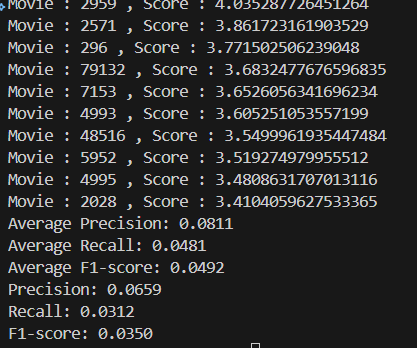 Movie : 2959 , Score : 4.035287726451264
Movie : 2571 , Score : 3.861723161903529
Movie : 296 , Score : 3.771502506239048
Movie : 79132 , Score : 3.6832477676596835
Movie : 7153 , Score : 3.6526056341696234
Movie : 4993 , Score : 3.605251053557199
Movie : 48516 , Score : 3.5499961935447484
Movie : 5952 , Score : 3.519274979955512
Movie : 4995 , Score : 3.4808631707013116
Movie : 2028 , Score : 3.4104059627533365
Average Precision: 0.0811
Average Recall: 0.0481
Average F1-score: 0.0492
Precision: 0.0659
Recall: 0.0312
F1-score: 0.0350